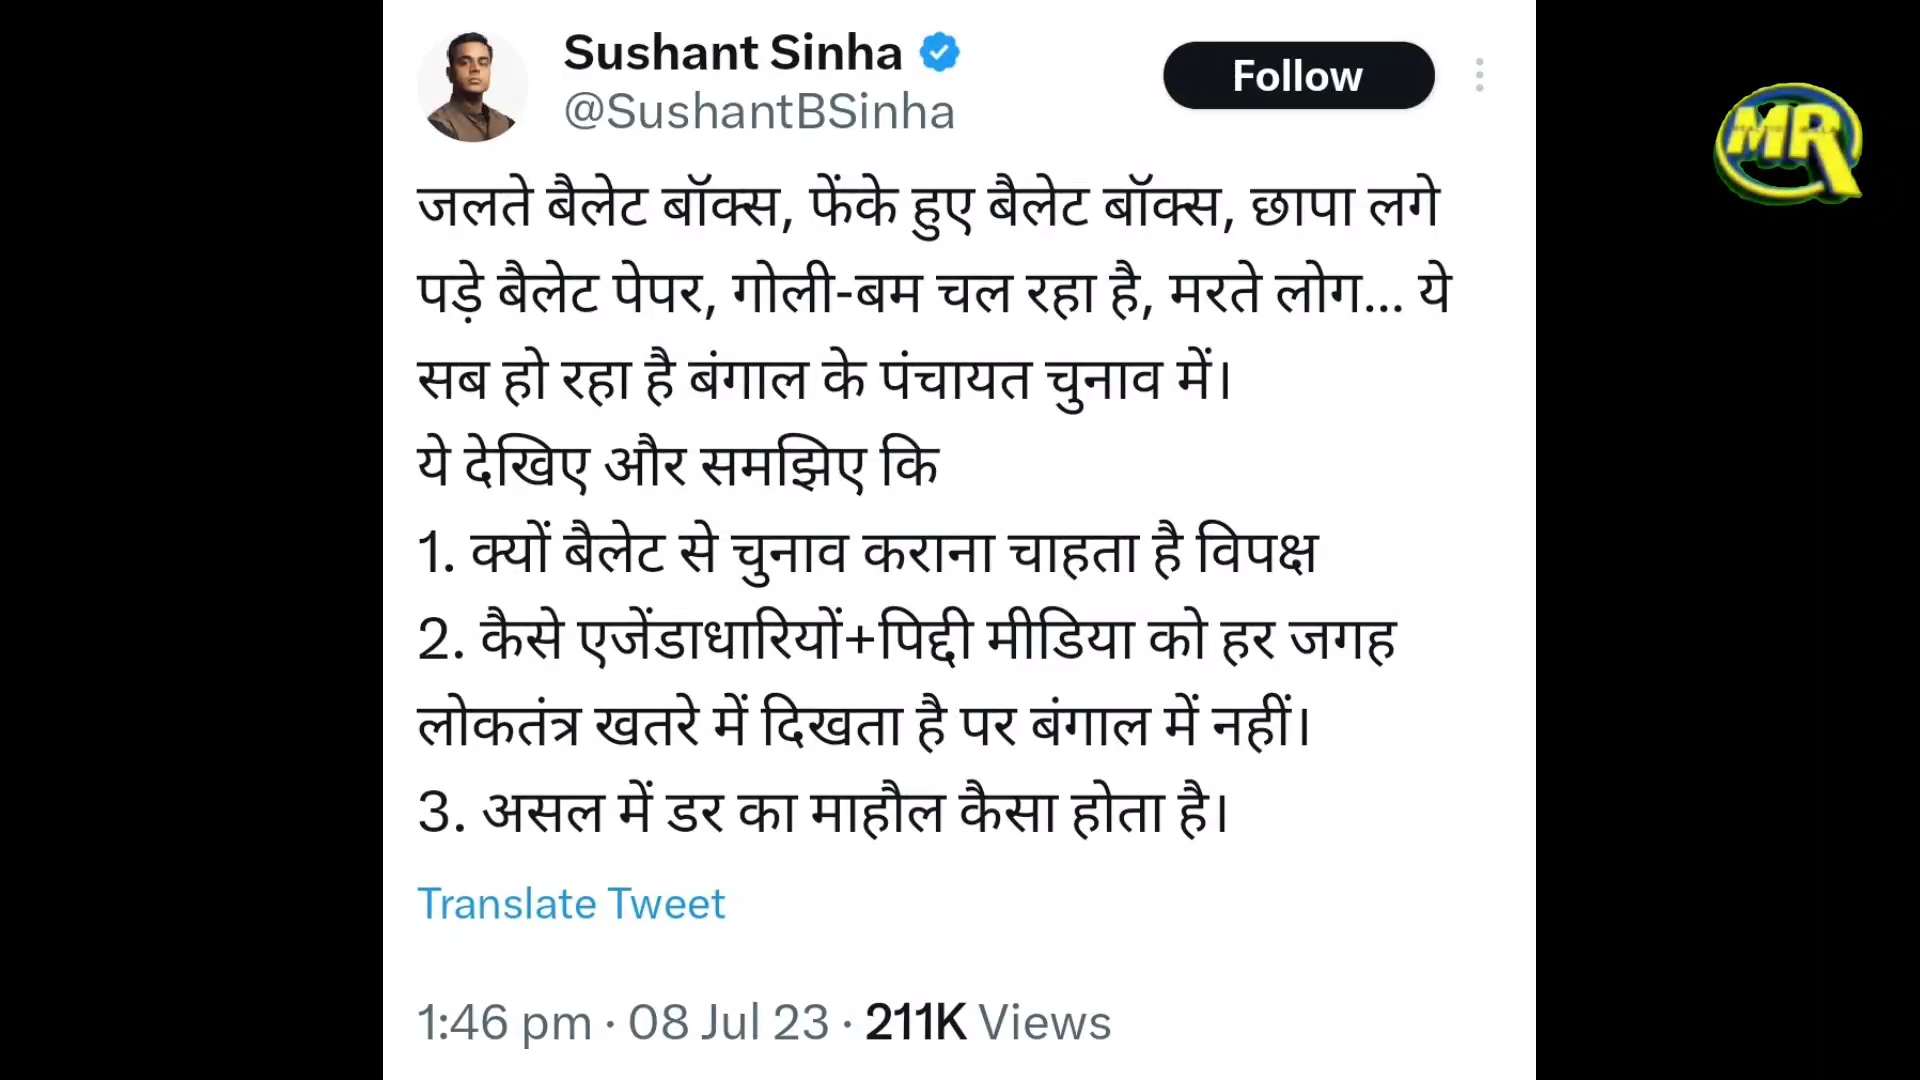 Sushant Sinha
@SushantBSinha
Follow
MR
जलते बैलेट बॉक्स, फेंके हुए बैलेट बॉक्स, छापा लगे
पड़े बैलेट पेपर, गोली-बम चल रहा है, मरते लोग... ये
सब हो रहा है बंगाल के पंचायत चुनाव में।
ये देखिए और समझिए कि
1. क्यों बैलेट से चुनाव कराना चाहता है विपक्ष
2. कैसे एजेंडाधारियों+पिद्दी मीडिया को हर जगह
लोकतंत्र खतरे में दिखता है पर बंगाल में नहीं।
3. असल में डर का माहौल कैसा होता है।
Translate Tweet
1:46 pm · 08 Jul 23 · 211K Views